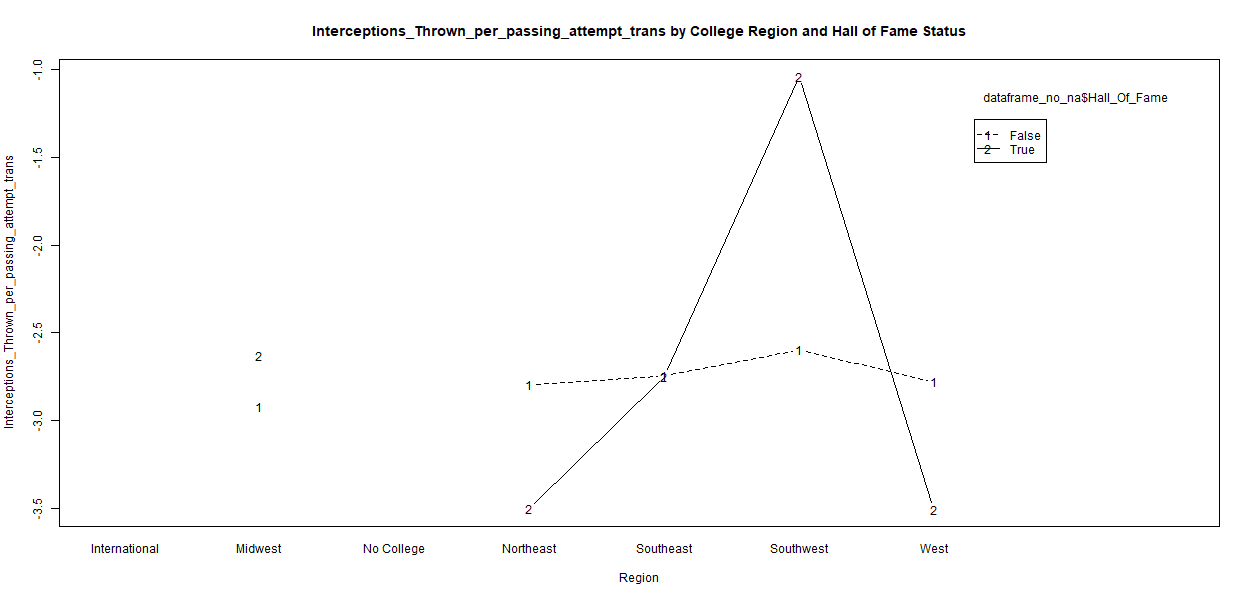 Interceptions_Thrown_per_passing_attempt_trans by College Region and Hall of Fame Status
Interceptions_Thrown_per_passing_attempt_trans
-1.0
-1.5
-2.0
-2.5
-3.0
-3.5
dataframe_no_na$Hall_Of_Fame
1 False
2 True
2
1
1
2
1
2
2
1
1
2
International Midwest No College Northeast Southeast Southwest West
Region